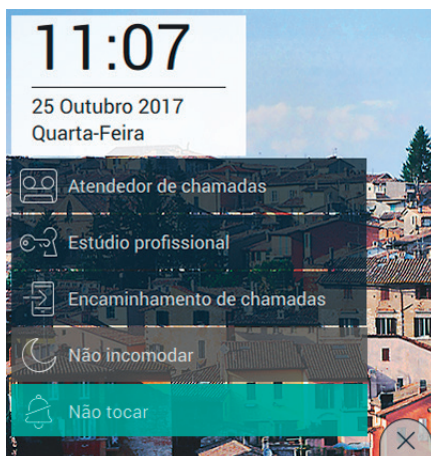 11:07
25 Outubro 2017
Quarta-Feira
Atendedor de chamadas
Estúdio profissional
Encaminhamento de chamadas
Não incomodar
Não tocar